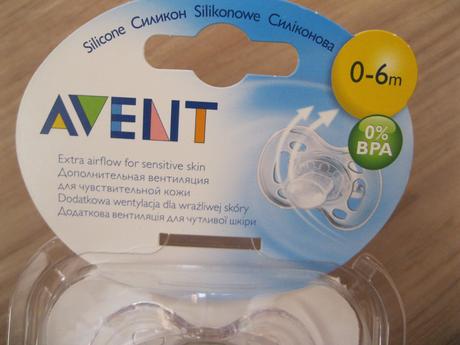 Silicone Силикон Silikonowe Силіконова
0-6m
AVENT
0%
BPA
Extra airflow for sensitive skin
Дополнительная вентиляция
для чувствительной кожи
Dodatkowa wentylacja dla wrażliwej skóry
Додаткова вентиляція для чутливої шкіри